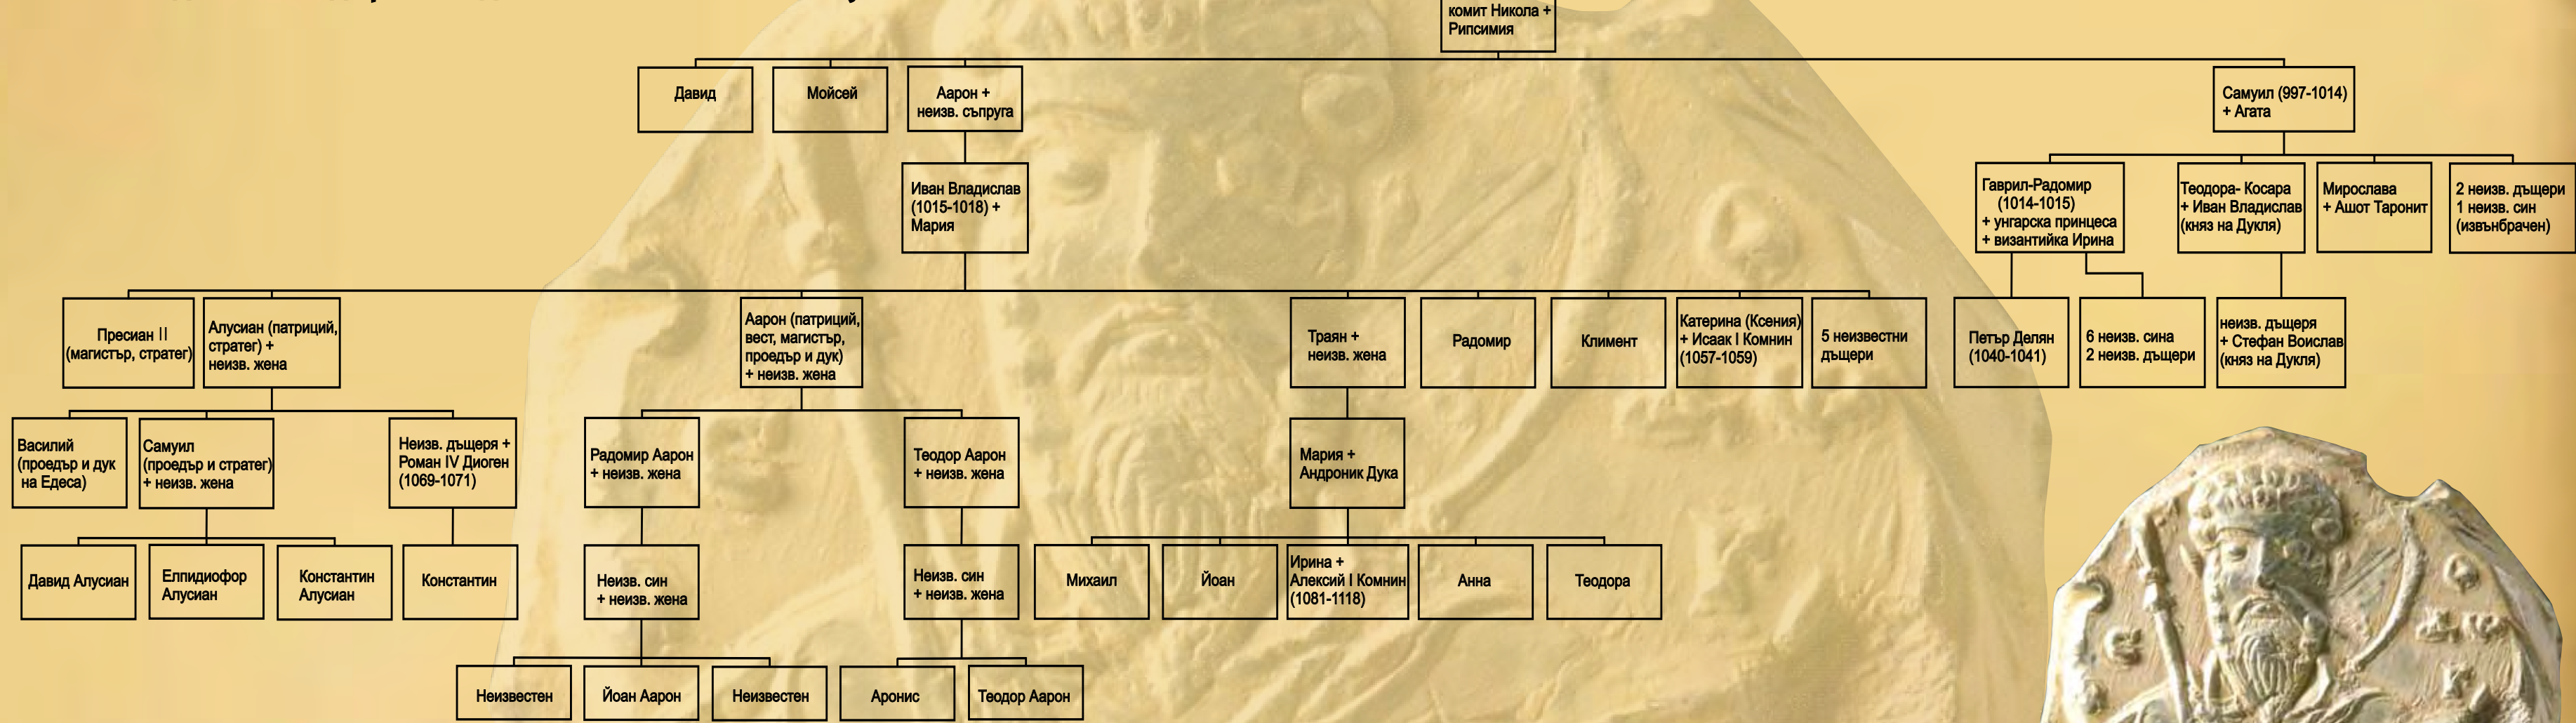 комит Никола +
Рипсимия
Давид
Мойсей
Аарон +
неизв. съпруга
Самуил (997-1014)
+ Агата
Иван Владислав
(1015-1018) +
Мария
Гаврил-Радомир
(1014-1015)
+ унгарска принцеса
+ византийка Ирина
Теодора- Косара
+ Иван Владислав
(княз на Дукля)
Мирослава
+ Ашот Таронит
2 неизв. дъщери
1 неизв. син
(извънбрачен)
Пресиан II
(магистър, стратег)
Алусиан (патриций,
стратег) +
неизв. жена
Аарон (патриций,
вест, магистър,
проедър и дук)
+ неизв. жена
Траян +
неизв. жена
Радомир
Климент
Катерина (Ксения)
+ Исаак I Комнин
(1057-1059)
5 неизвестни
дъщери
Петър Делян
(1040-1041)
6 неизв. сина
2 неизв. дъщери
неизв. дъщеря
+ Стефан Воислав
(княз на Дукля)
Василий
(проедър и дук
на Едеса)
Самуил
(проедър и стратег)
+ неизв. жена
Неизв. дъщеря +
Роман IV Диоген
(1069-1071)
Радомир Аарон
+ неизв. жена
Теодор Аарон
+ неизв. жена
Мария +
Андроник Дука
Давид Алусиан
Елпидиофор
Алусиан
Константин
Алусиан
Константин
Неизв. син
+ неизв. жена
Неизв. син
+ неизв. жена
Михаил
Йоан
Ирина +
Алексий I Комнин
(1081-1118)
Анна
Теодора
Неизвестен
Йоан Аарон
Неизвестен
Аронис
Теодор Аарон